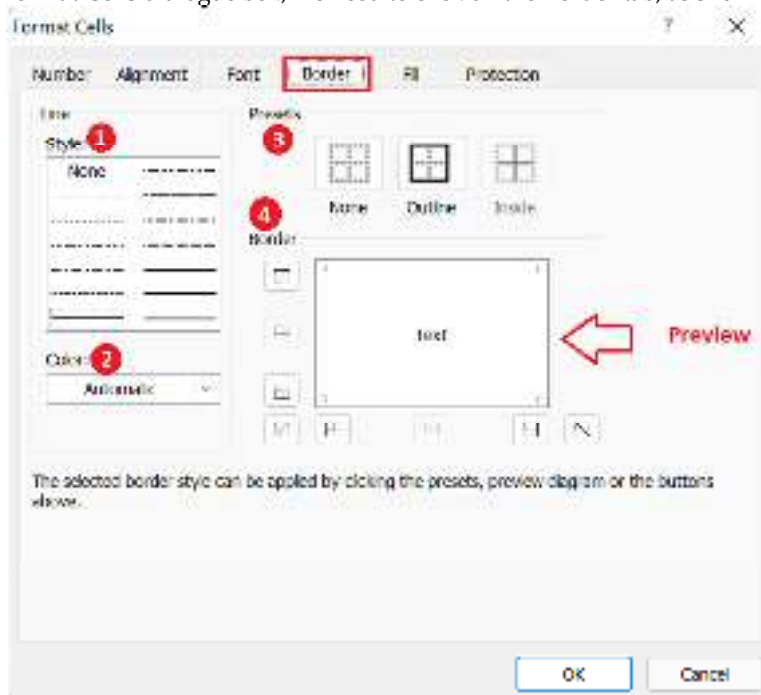 Format Cells ? ×
Number Alignment Font Border Fill Protection
Line
Presets
Style: 1
3
None
None Outline Inside
4
Border
text
Preview
Color: 2
Automatic
The selected border style can be applied by clicking the presets, preview diagram or the buttons
above.
OK Cancel